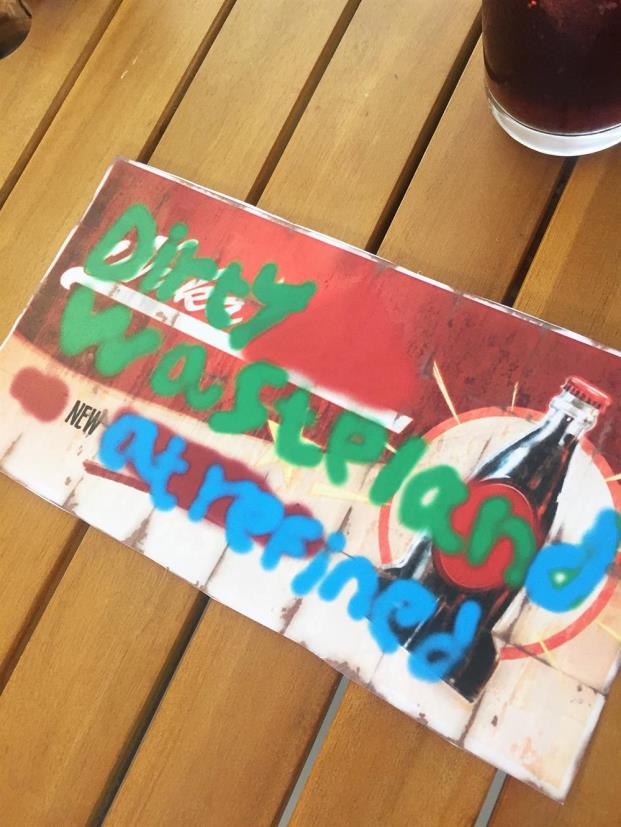 Dirty
Wasteland
NEW
at refined